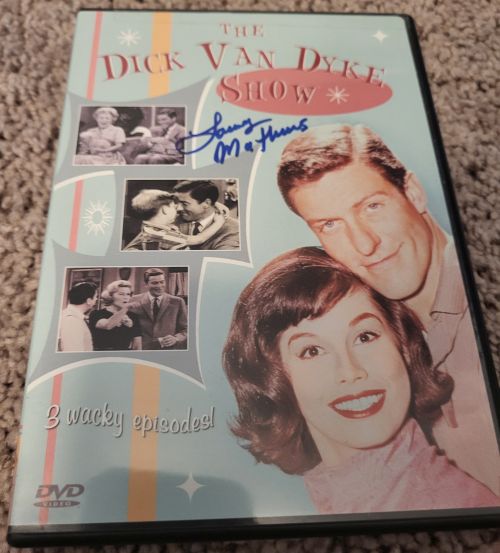 THE
DICK VAN DYKE
SHOW
Larry
Mathews
3 wacky episodes!
DVD
VIDEO